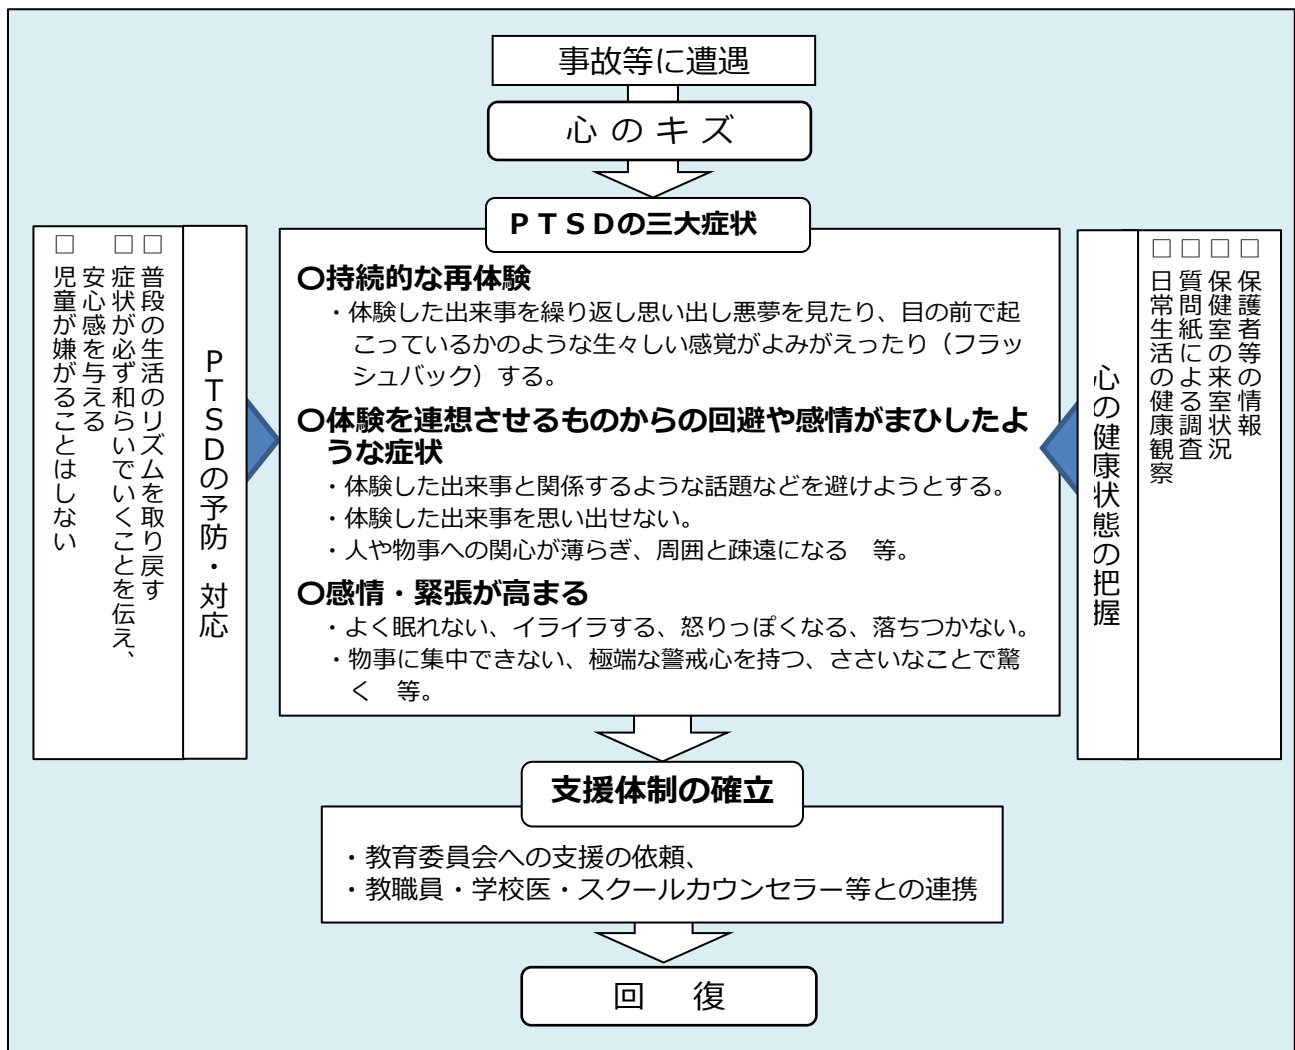 事故等に遭遇
心のキズ
ＰＴＳＤの三大症状
〇持続的な再体験
・体験した出来事を繰り返し思い出し悪夢を見たり、目の前で起
こっているかのような生々しい感覚がよみがえったり（フラッ
シュバック）する。
〇体験を連想させるものからの回避や感情がまひしたよ
うな症状
・体験した出来事と関係するような話題などを避けようとする。
・体験した出来事を思い出せない。
・人や物事への関心が薄らぎ、周囲と疎遠になる　等。
〇感情・緊張が高まる
・よく眠れない、イライラする、怒りっぽくなる、落ちつかない。
・物事に集中できない、極端な警戒心を持つ、ささいなことで驚
く　等。
ＰＴＳＤの予防・対応
□ 普段の生活のリズムを取り戻す
□ 症状が必ず和らいでいくことを伝え、
安心感を与える
□ 児童が嫌がることはしない
□ 保護者等の情報
□ 保健室の来室状況
□ 質問紙による調査
□ 日常生活の健康観察
心の健康状態の把握
支援体制の確立
・教育委員会への支援の依頼、
・教職員・学校医・スクールカウンセラー等との連携
回　復